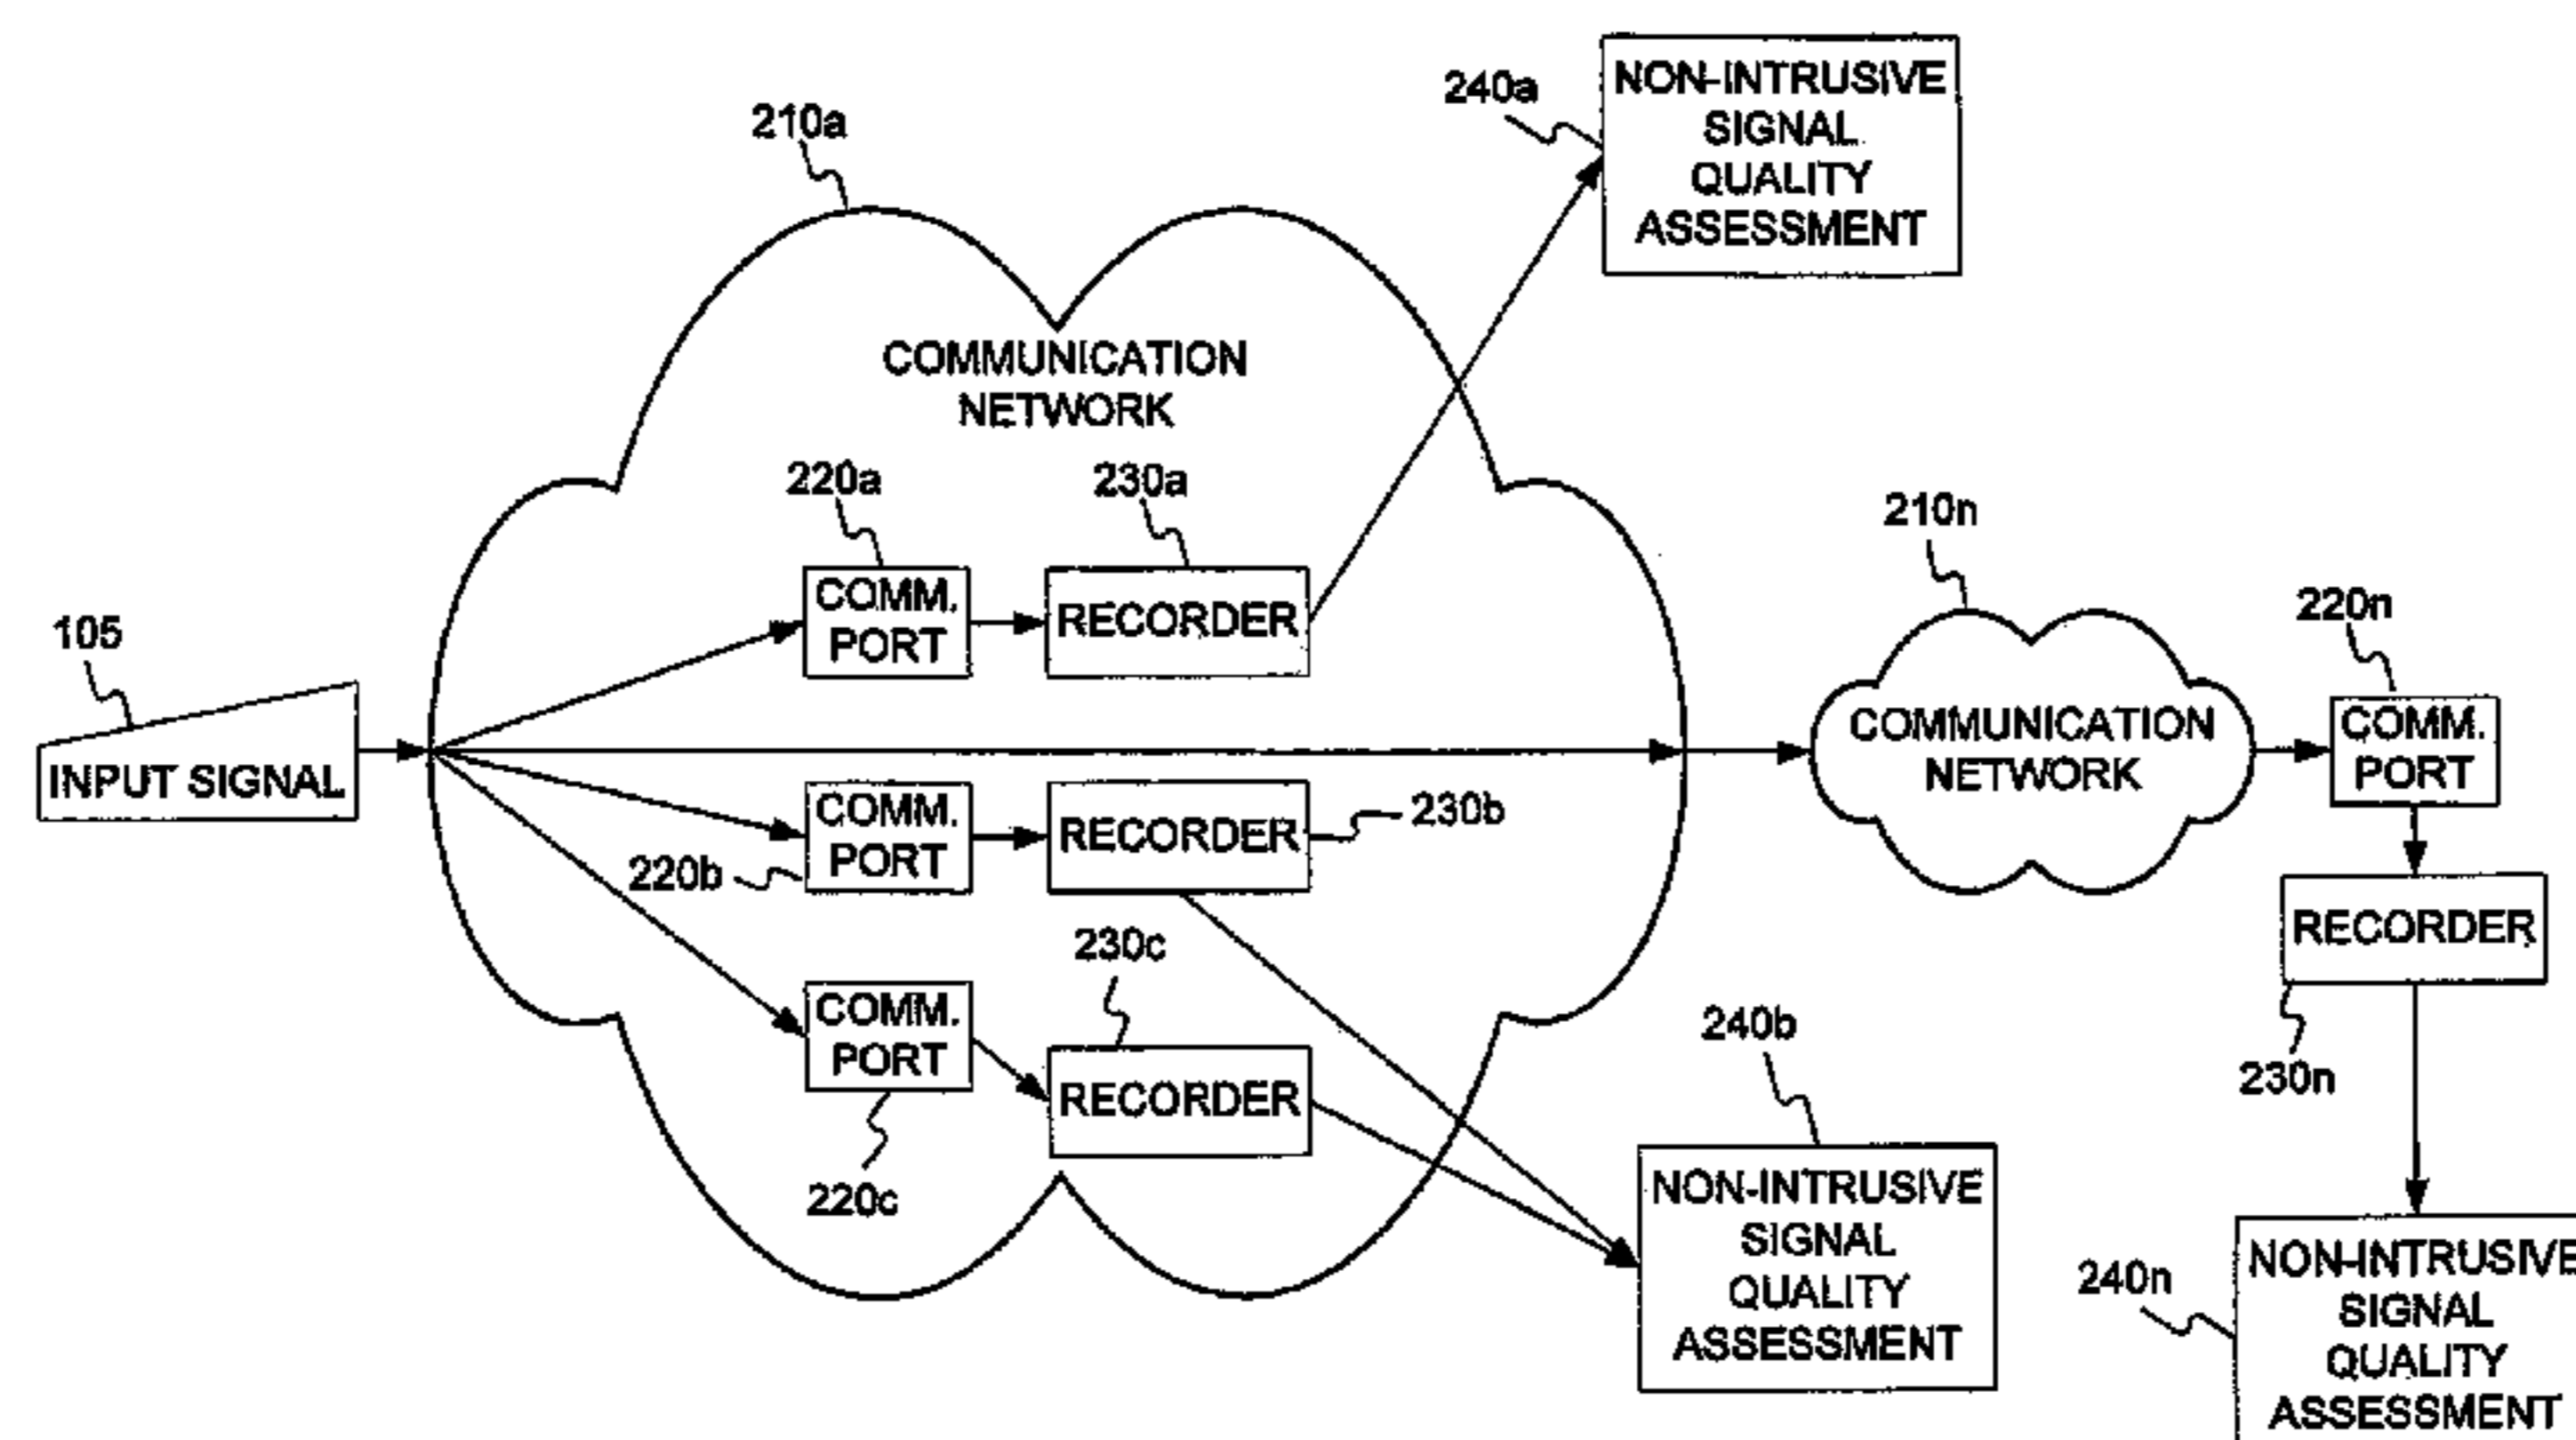 240a
NON-INTRUSIVE
SIGNAL
QUALITY
ASSESSMENT
210a
COMMUNICATION
NETWORK
220a
230a
COMM.
PORT
RECORDER
105
INPUT SIGNAL
COMM.
PORT
220b
RECORDER
230b
230c
COMM.
PORT
220c
RECORDER
210n
COMMUNICATION
NETWORK
220n
COMM.
PORT
RECORDER
230n
240b
NON-INTRUSIVE
SIGNAL
QUALITY
ASSESSMENT
240n
NON-INTRUSIVE
SIGNAL
QUALITY
ASSESSMENT